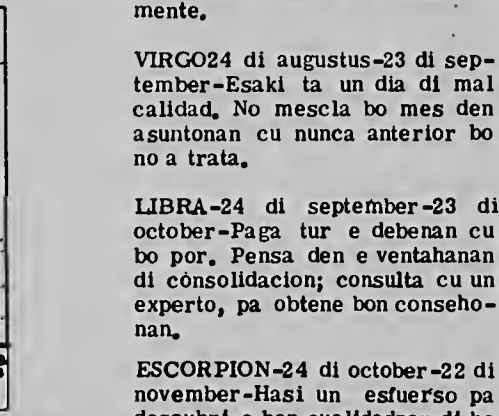 mente.
VIRGO24 di augustus-23 di sep-
tember-Esaki ta un dia di mal
calidad. No mescla bo mes den
asuntonan cu nunca anterior bo
no a trata.
LIBRA-24 di september-23 di
october-Paga tur e debenan cu
bo por. Pensa den e ventahanan
di cónsolidacion; consulta cu un
experto, pa obtene bon conseho-
nan.
ESCORPION-24 di october-22 di
november-Hasi un esfuerso pa